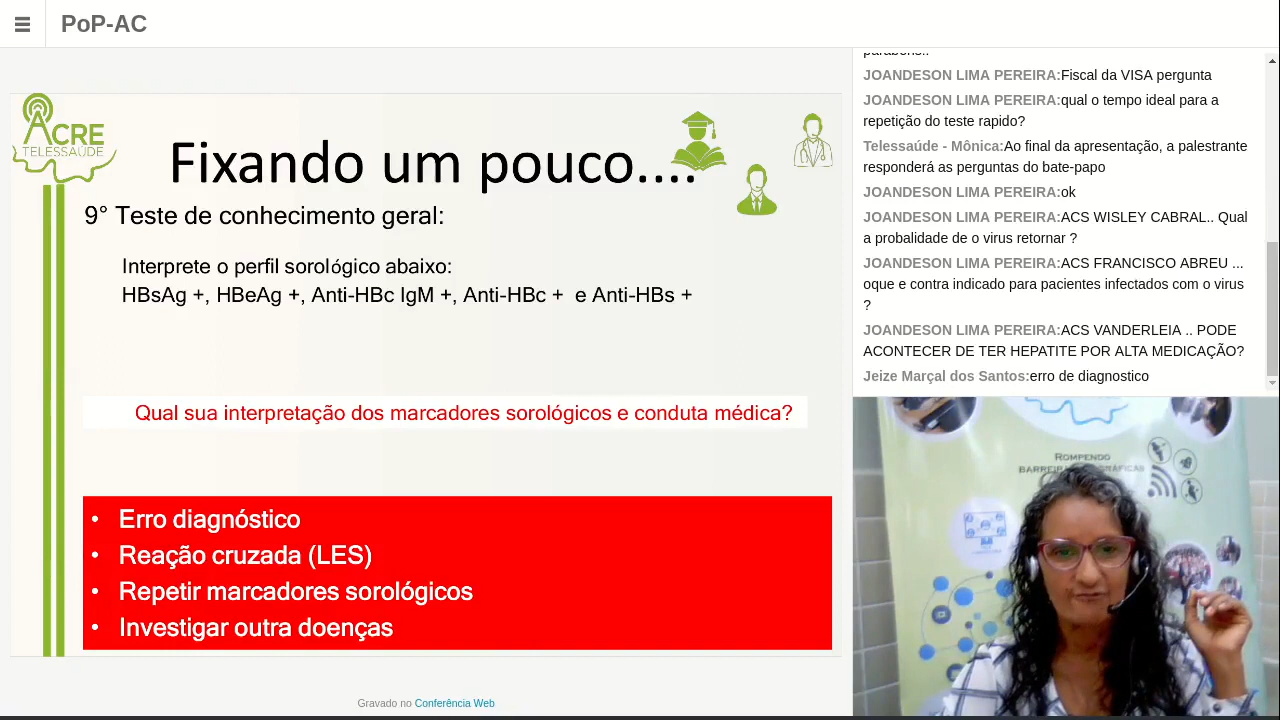 PoP-AC
ACRE
TELESSAÚDE
Fixando um pouco....
9° Teste de conhecimento geral:
Interprete o perfil sorológico abaixo:
HBsAg +, HBeAg +, Anti-HBc IgM +, Anti-HBc +  e Anti-HBs +
Qual sua interpretação dos marcadores sorológicos e conduta médica?
• Erro diagnóstico
• Reação cruzada (LES)
• Repetir marcadores sorológicos
• Investigar outra doenças
Gravado no Conferência Web
JOANDESON LIMA PEREIRA:Fiscal da VISA pergunta
JOANDESON LIMA PEREIRA:qual o tempo ideal para a
repetição do teste rapido?
Telessaúde - Mônica:Ao final da apresentação, a palestrante
responderá as perguntas do bate-papo
JOANDESON LIMA PEREIRA:ok
JOANDESON LIMA PEREIRA:ACS WISLEY CABRAL.. Qual
a probalidade de o virus retornar ?
JOANDESON LIMA PEREIRA:ACS FRANCISCO ABREU ...
oque e contra indicado para pacientes infectados com o virus
?
JOANDESON LIMA PEREIRA:ACS VANDERLEIA .. PODE
ACONTECER DE TER HEPATITE POR ALTA MEDICAÇÃO?
Jeize Marçal dos Santos:erro de diagnostico
ROMPENDO